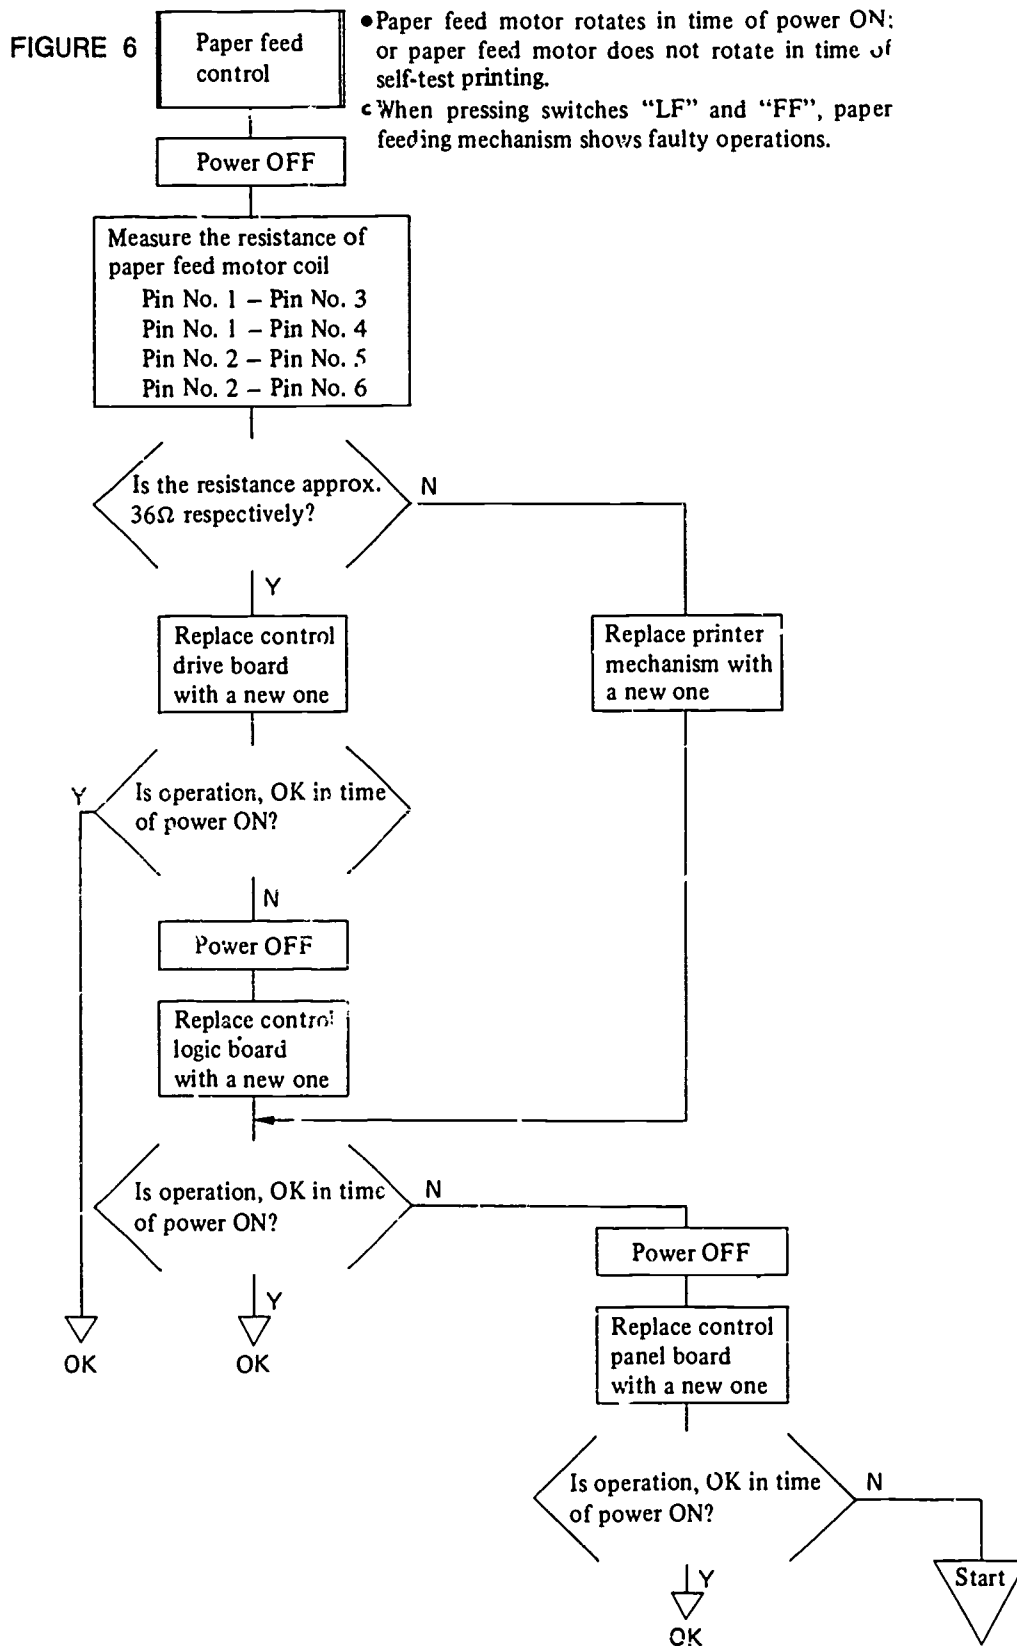 FIGURE 6
Paper feed
control
●Paper feed motor rotates in time of power ON;
or paper feed motor does not rotate in time of
self-test printing.
When pressing switches “LF” and “FF”, paper
feeding mechanism shows faulty operations.
Power OFF
Measure the resistance of
paper feed motor coil
Pin No. 1 – Pin No. 3
Pin No. 1 – Pin No. 4
Pin No. 2 – Pin No. 5
Pin No. 2 – Pin No. 6
Is the resistance approx.
36Ω respectively?
N
Y
Replace control
drive board
with a new one
Replace printer
mechanism with
a new one
Y
Is operation, OK in time
of power ON?
N
Power OFF
Replace control
logic board
with a new one
Is operation, OK in time
of power ON?
N
Y
OK
OK
Power OFF
Replace control
panel board
with a new one
Is operation, OK in time
of power ON?
N
Y
OK
Start